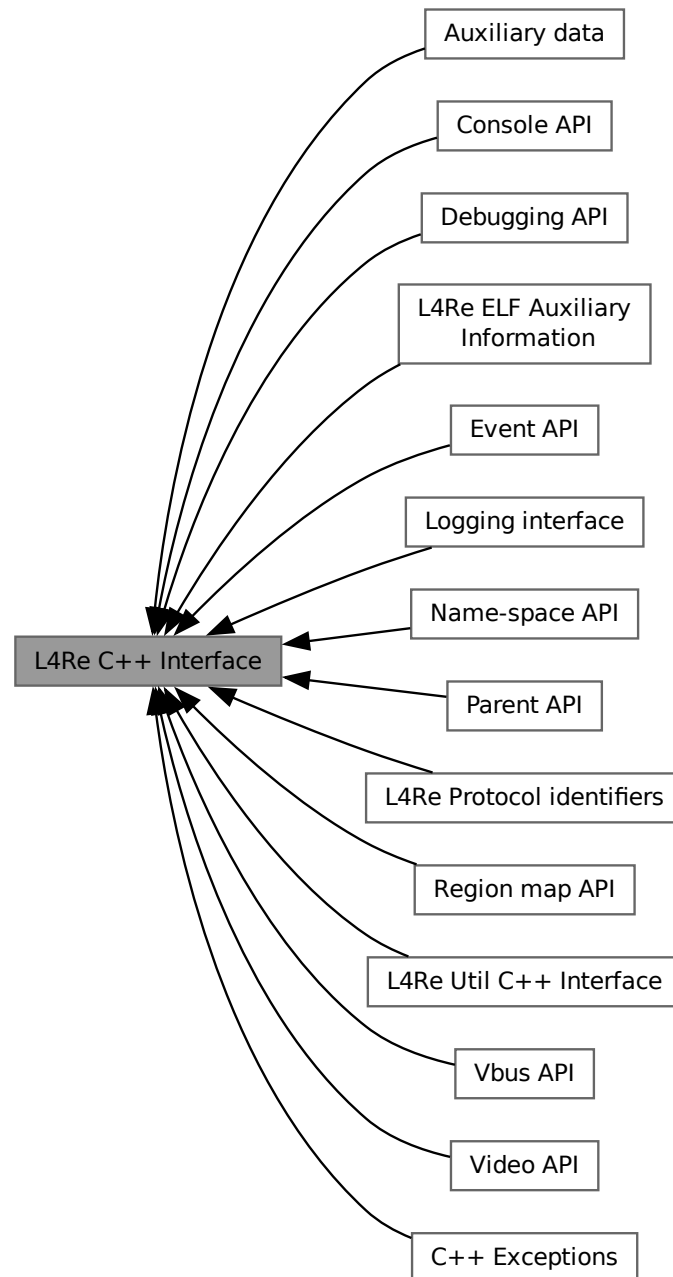 Auxiliary data
Console API
Debugging API
L4Re ELF Auxiliary
Information
Event API
Logging interface
Name-space API
L4Re C++ Interface
Parent API
L4Re Protocol identifiers
Region map API
L4Re Util C++ Interface
Vbus API
Video API
C++ Exceptions